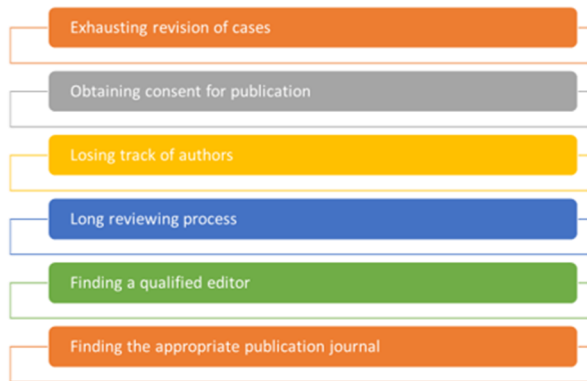 Exhausting revision of cases
Obtaining consent for publication
Losing track of authors
Long reviewing process
Finding a qualified editor
Finding the appropriate publication journal